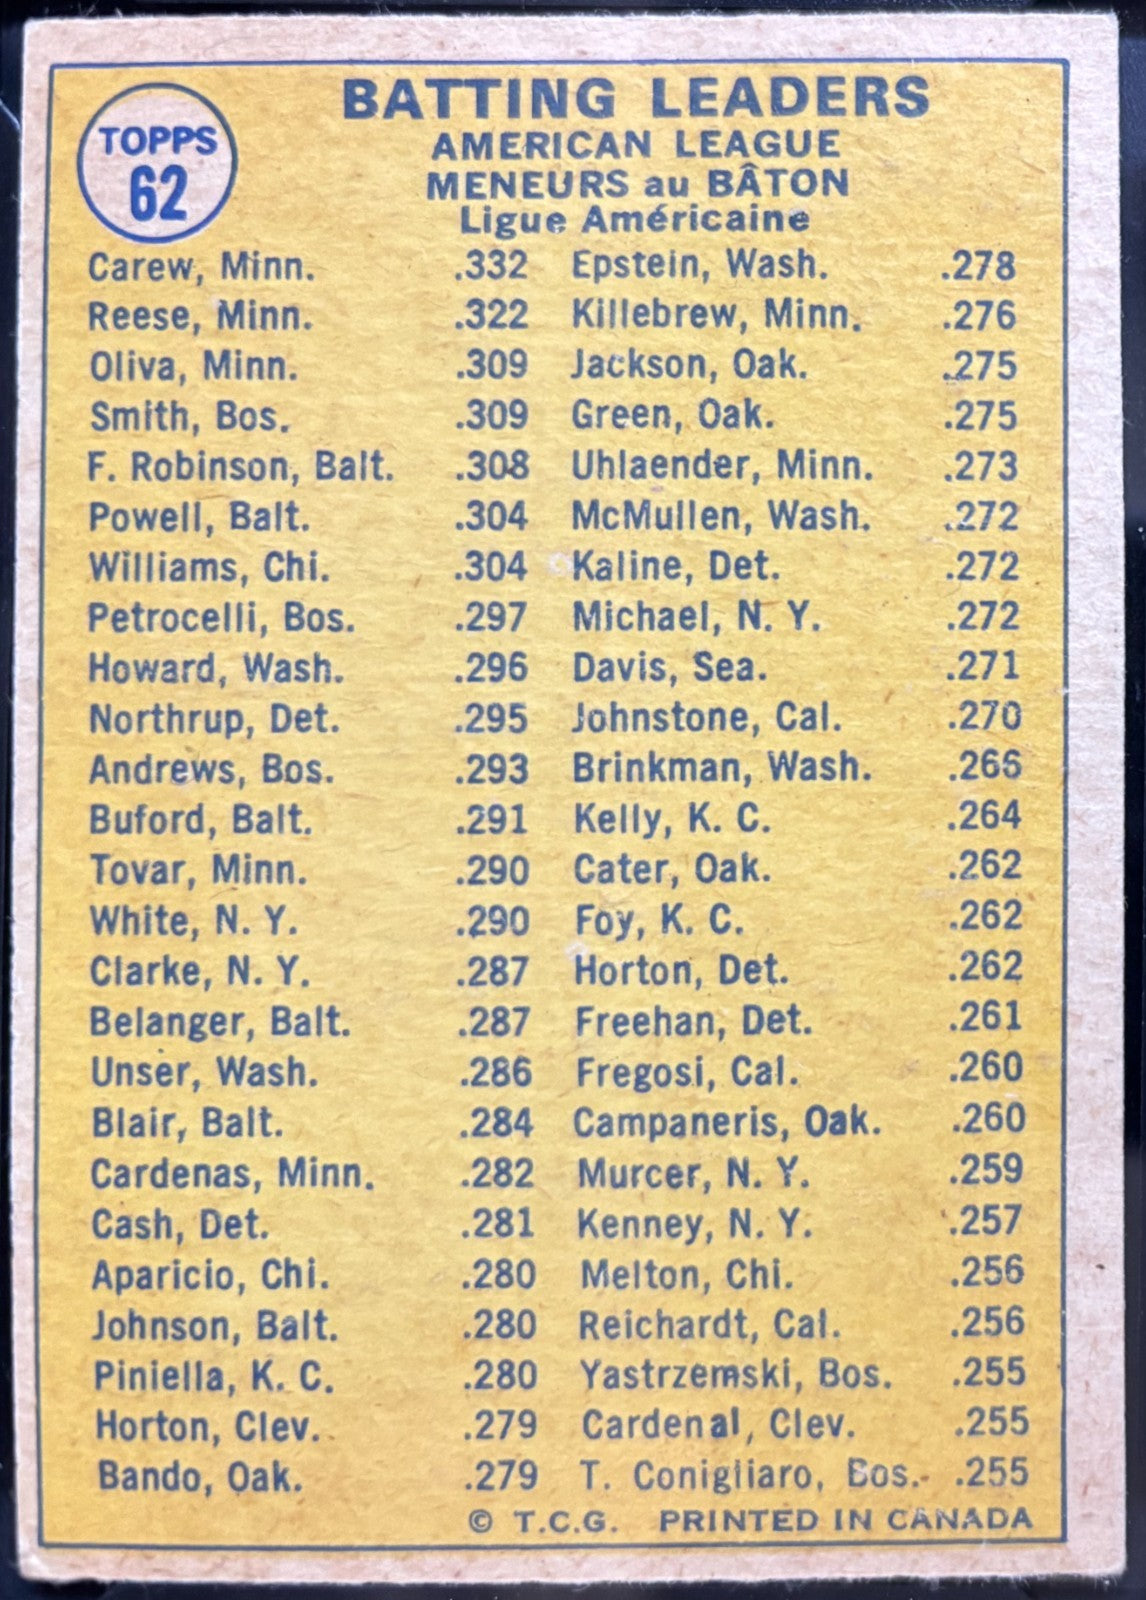 TOPPS
62
BATTING LEADERS
AMERICAN LEAGUE
MENEURS au BÂTON
Ligue Américaine
Carew, Minn. .332
Reese, Minn. .322
Oliva, Minn. .309
Smith, Bos. .309
F. Robinson, Balt. .308
Powell, Balt. .304
Williams, Chi. .304
Petrocelli, Bos. .297
Howard, Wash. .296
Northrup, Det. .295
Andrews, Bos. .293
Buford, Balt. .291
Tovar, Minn. .290
White, N. Y. .290
Clarke, N. Y. .287
Belanger, Balt. .287
Unser, Wash. .286
Blair, Balt. .284
Cardenas, Minn. .282
Cash, Det. .281
Aparicio, Chi. .280
Johnson, Balt. .280
Piniella, K. C. .280
Horton, Clev. .279
Bando, Oak. .279
Epstein, Wash. .278
Killebrew, Minn. .276
Jackson, Oak. .275
Green, Oak. .275
Uhlaender, Minn. .273
McMullen, Wash. .272
Kaline, Det. .272
Michael, N. Y. .272
Davis, Sea. .271
Johnstone, Cal. .270
Brinkman, Wash. .266
Kelly, K. C. .264
Cater, Oak. .262
Foy, K. C. .262
Horton, Det. .262
Freehan, Det. .261
Fregosi, Cal. .260
Campaneris, Oak. .260
Murcer, N. Y. .259
Kenney, N. Y. .257
Melton, Chi. .256
Reichardt, Cal. .256
Yastrzemski, Bos. .255
Cardenal, Clev. .255
T. Conigliaro, Bos. .255
© T.C.G. PRINTED IN CANADA